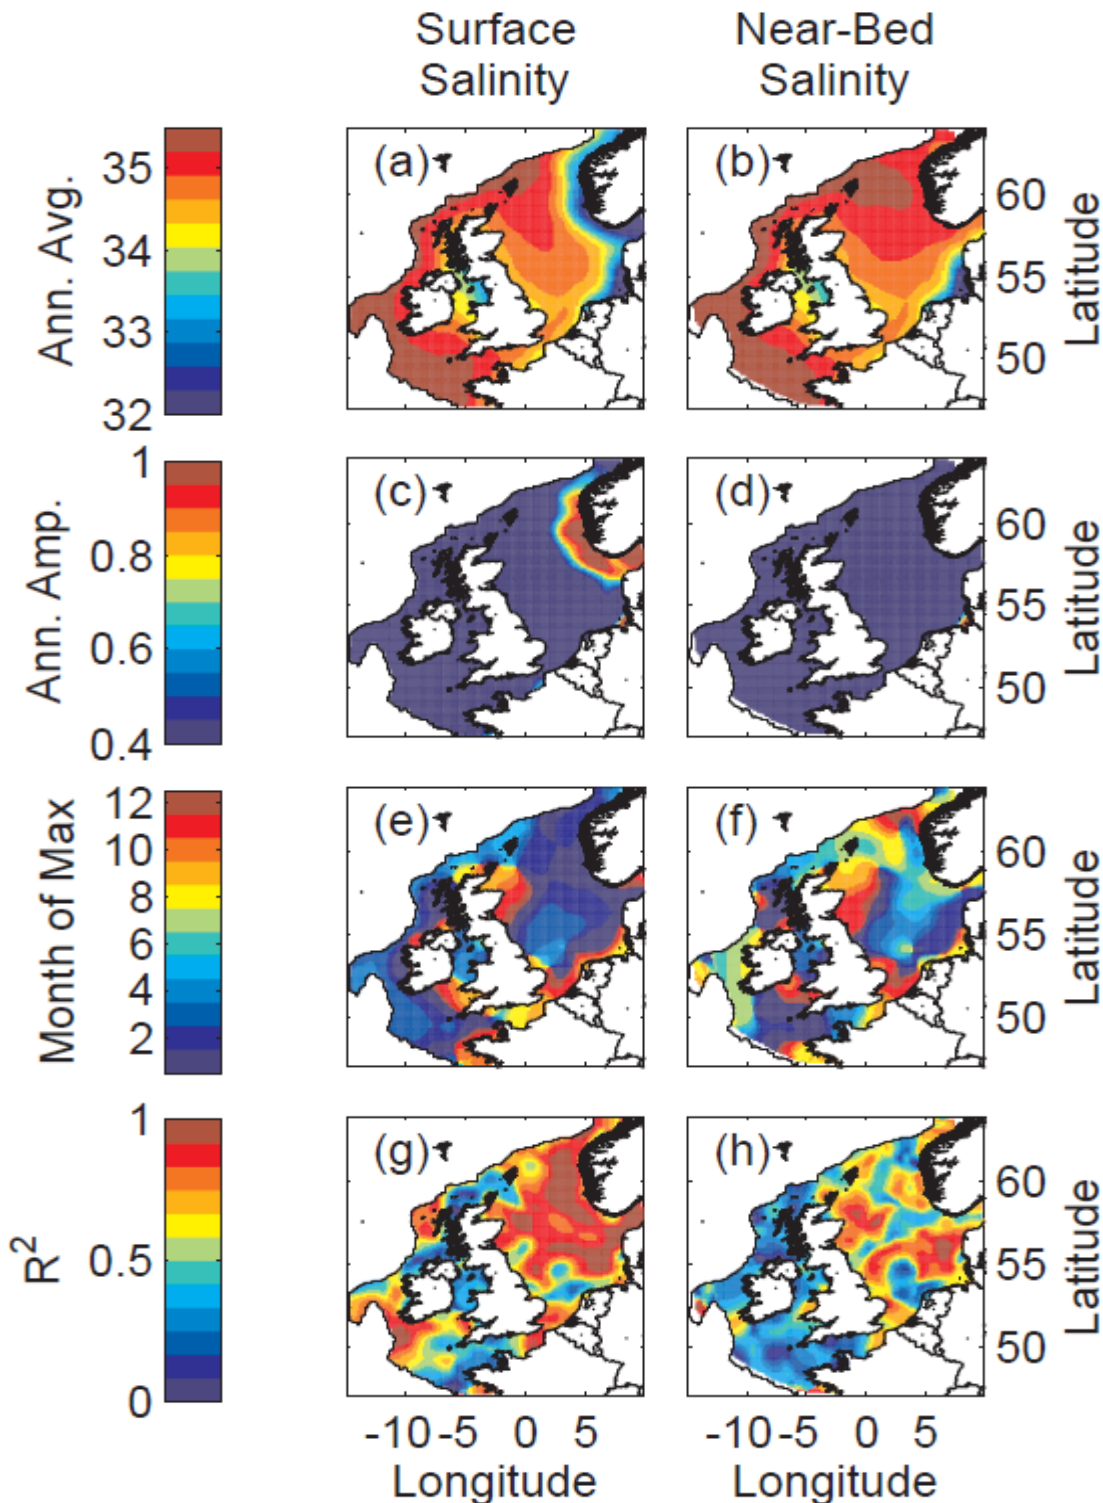 Surface
Salinity
Near-Bed
Salinity
Ann. Avg.
35
34
33
32
(a)
(b)
60
55
50
Latitude
Ann. Amp.
1
0.8
0.6
0.4
(c)
(d)
60
55
50
Latitude
Month of Max
12
10
8
6
4
2
(e)
(f)
60
55
50
Latitude
R2
1
0.5
0
(g)
(h)
60
55
50
Latitude
-10 -5 0 5
-10 -5 0 5
Longitude
Longitude